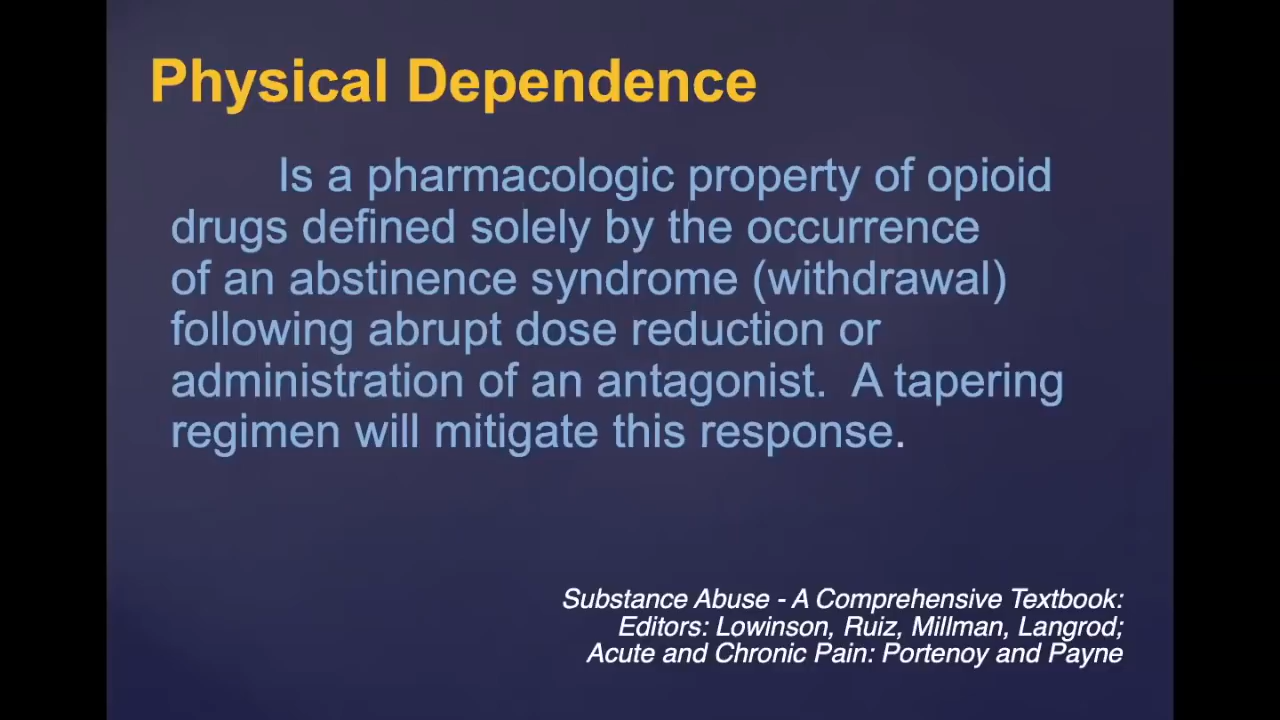 Physical Dependence
Is a pharmacologic property of opioid
drugs defined solely by the occurrence
of an abstinence syndrome (withdrawal)
following abrupt dose reduction or
administration of an antagonist.  A tapering
regimen will mitigate this response.
Substance Abuse - A Comprehensive Textbook:
Editors: Lowinson, Ruiz, Millman, Langrod;
Acute and Chronic Pain: Portenoy and Payne